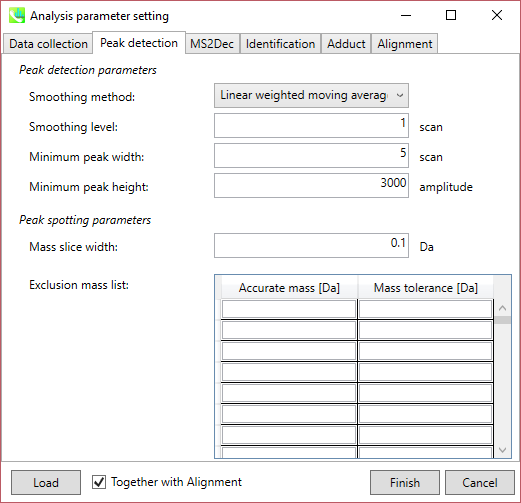 Analysis parameter setting
Data collection Peak detection MS2Dec Identification Adduct Alignment
Peak detection parameters
Smoothing method: Linear weighted moving average
Smoothing level: 1 scan
Minimum peak width: 5 scan
Minimum peak height: 3000 amplitude
Peak spotting parameters
Mass slice width: 0.1 Da
Exclusion mass list: Accurate mass [Da] Mass tolerance [Da]
Load Together with Alignment Finish Cancel